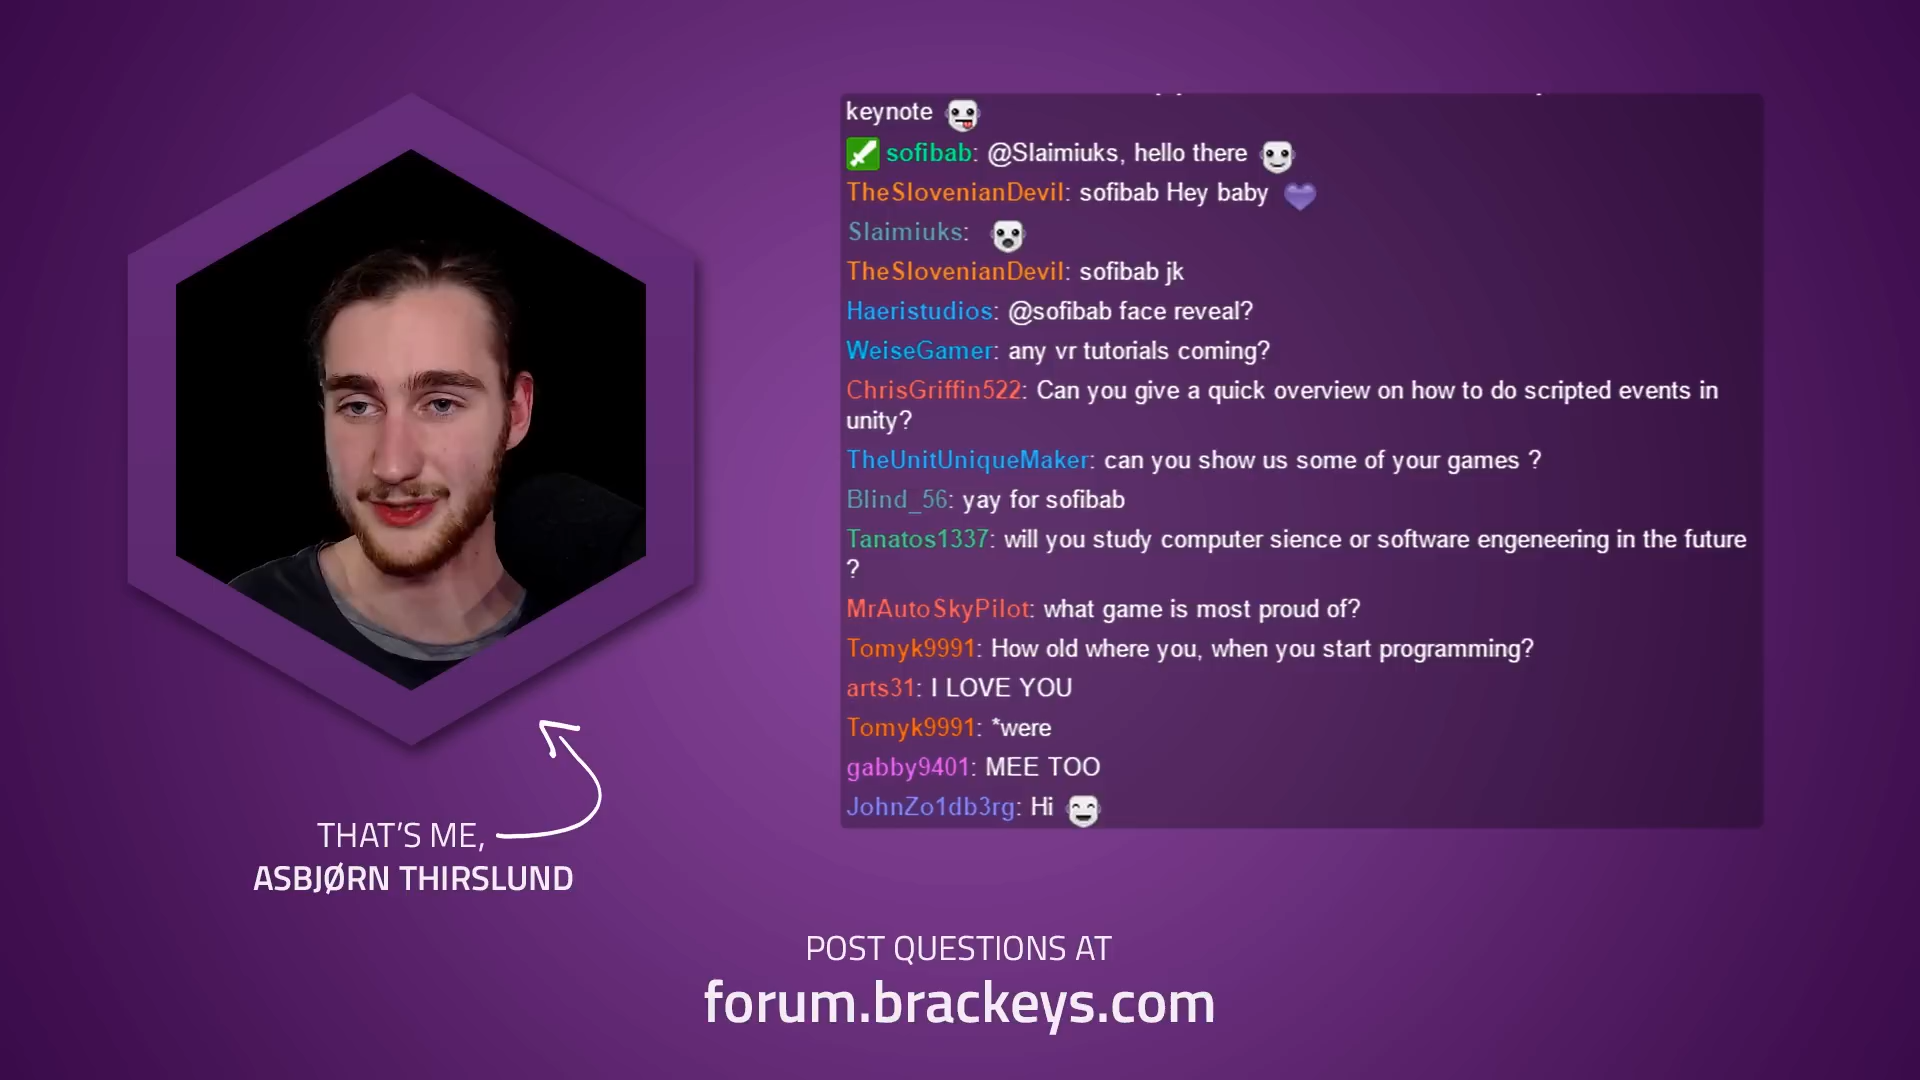 keynote
sofibab: @Slaimiuks, hello there
TheSlovenianDevil: sofibab Hey baby
Slaimiuks:
TheSlovenianDevil: sofibab jk
Haeristudios: @sofibab face reveal?
WeiseGamer: any vr tutorials coming?
ChrisGriffin522: Can you give a quick overview on how to do scripted events in
unity?
TheUnitUniqueMaker: can you show us some of your games ?
Blind_56: yay for sofibab
Tanatos1337: will you study computer sience or software engeneering in the future
?
MrAutoSkyPilot: what game is most proud of?
Tomyk9991: How old where you, when you start programming?
arts31: I LOVE YOU
Tomyk9991: *were
gabby9401: MEE TOO
JohnZo1db3rg: Hi
THAT'S ME,
ASBJØRN THIRSLUND
POST QUESTIONS AT
forum.brackeys.com